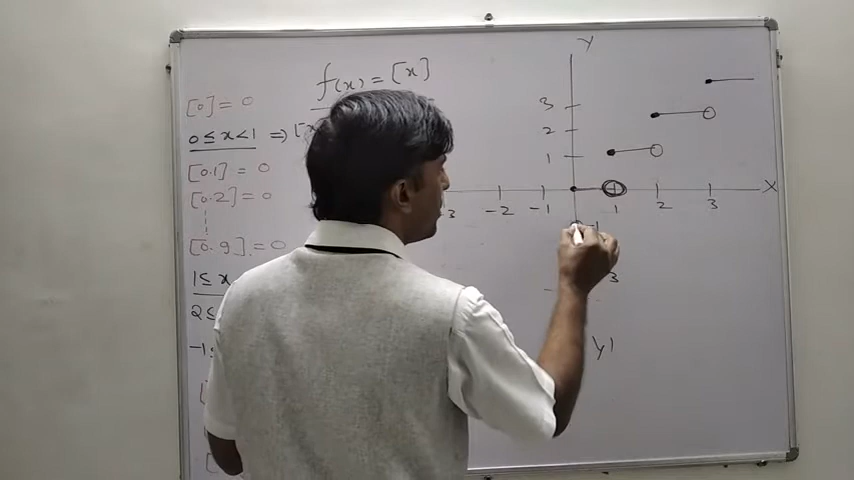 f(x) = [x]
[0] = 0
0 ≤ x < 1 ⇒ [
[0.1] = 0
[0.2] = 0
[0.9] = 0
1 ≤ x
2 ≤
-1
Y
3
2
1
-2 -1 1 2 3
X
3
-1
3
Y1